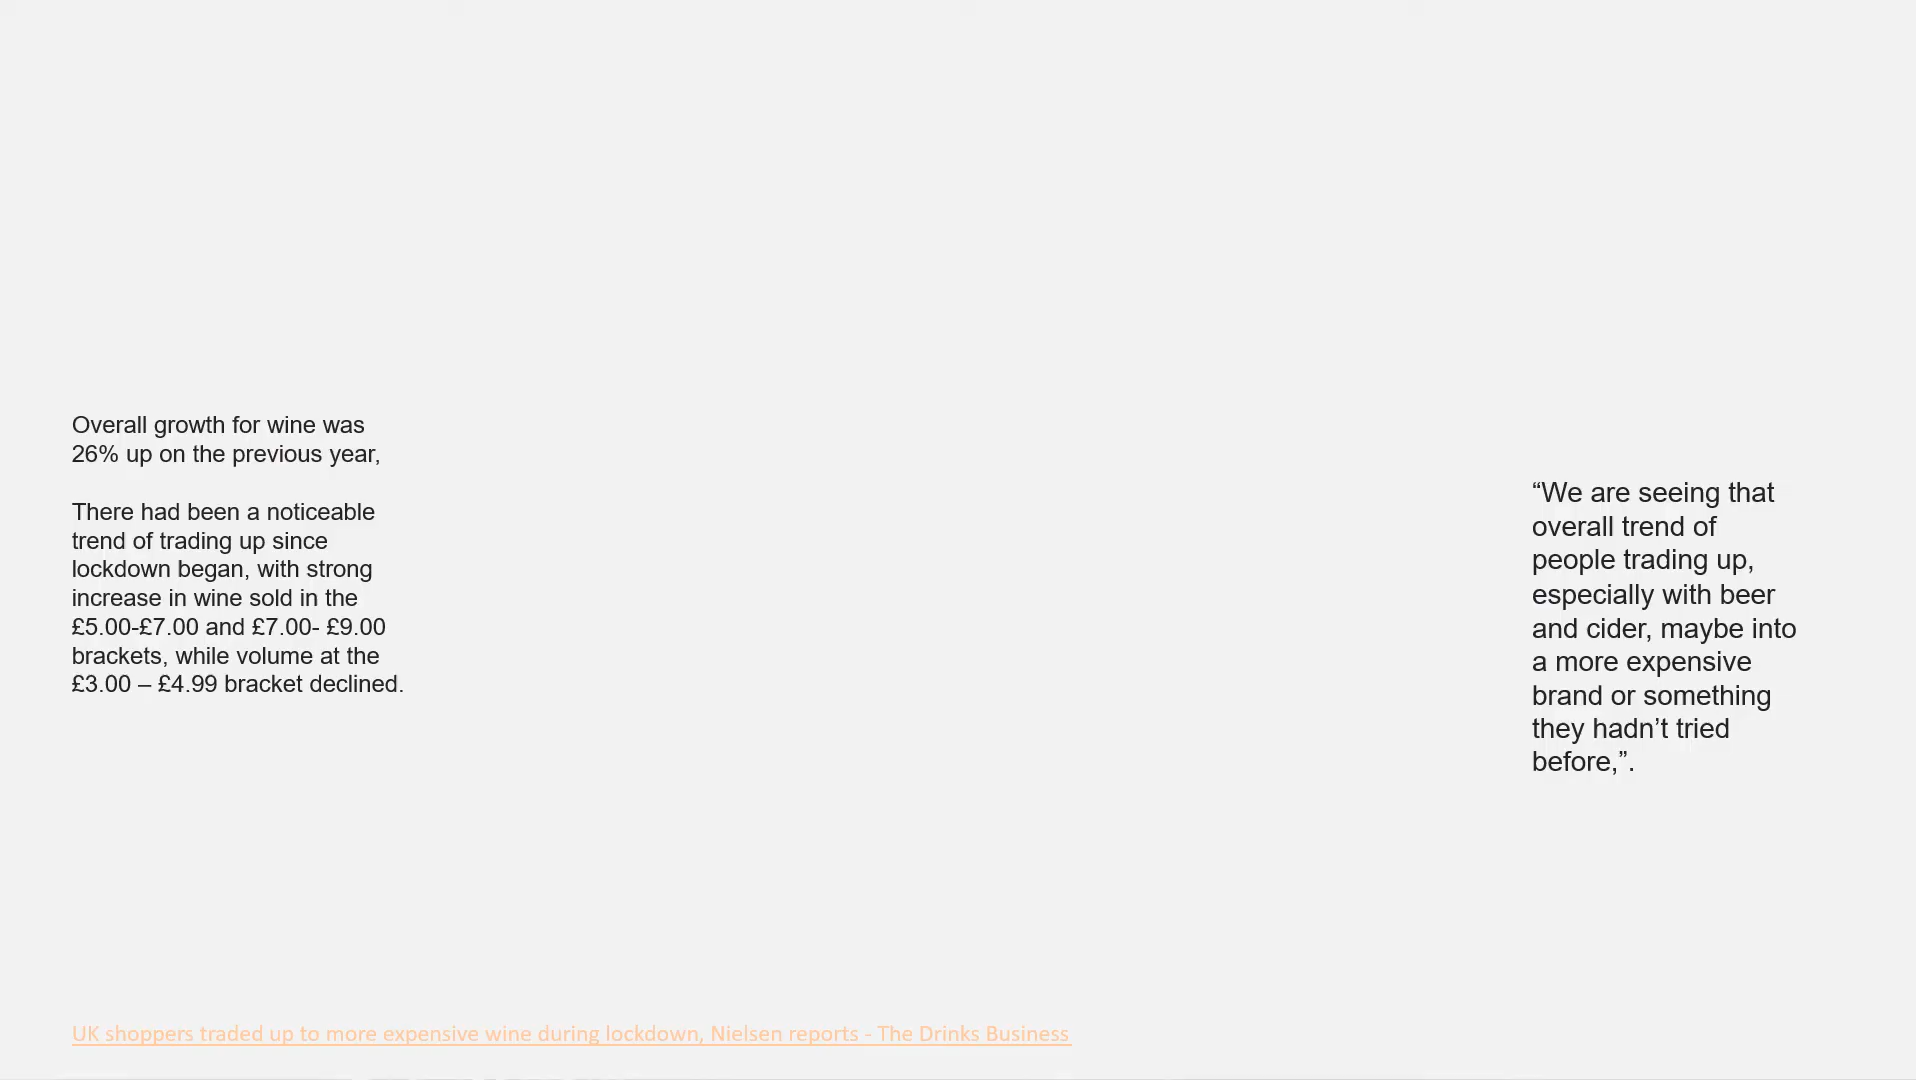 Overall growth for wine was
26% up on the previous year,
There had been a noticeable
trend of trading up since
lockdown began, with strong
increase in wine sold in the
£5.00-£7.00 and £7.00- £9.00
brackets, while volume at the
£3.00 – £4.99 bracket declined.
“We are seeing that
overall trend of
people trading up,
especially with beer
and cider, maybe into
a more expensive
brand or something
they hadn’t tried
before,”.
UK shoppers traded up to more expensive wine during lockdown, Nielsen reports - The Drinks Business